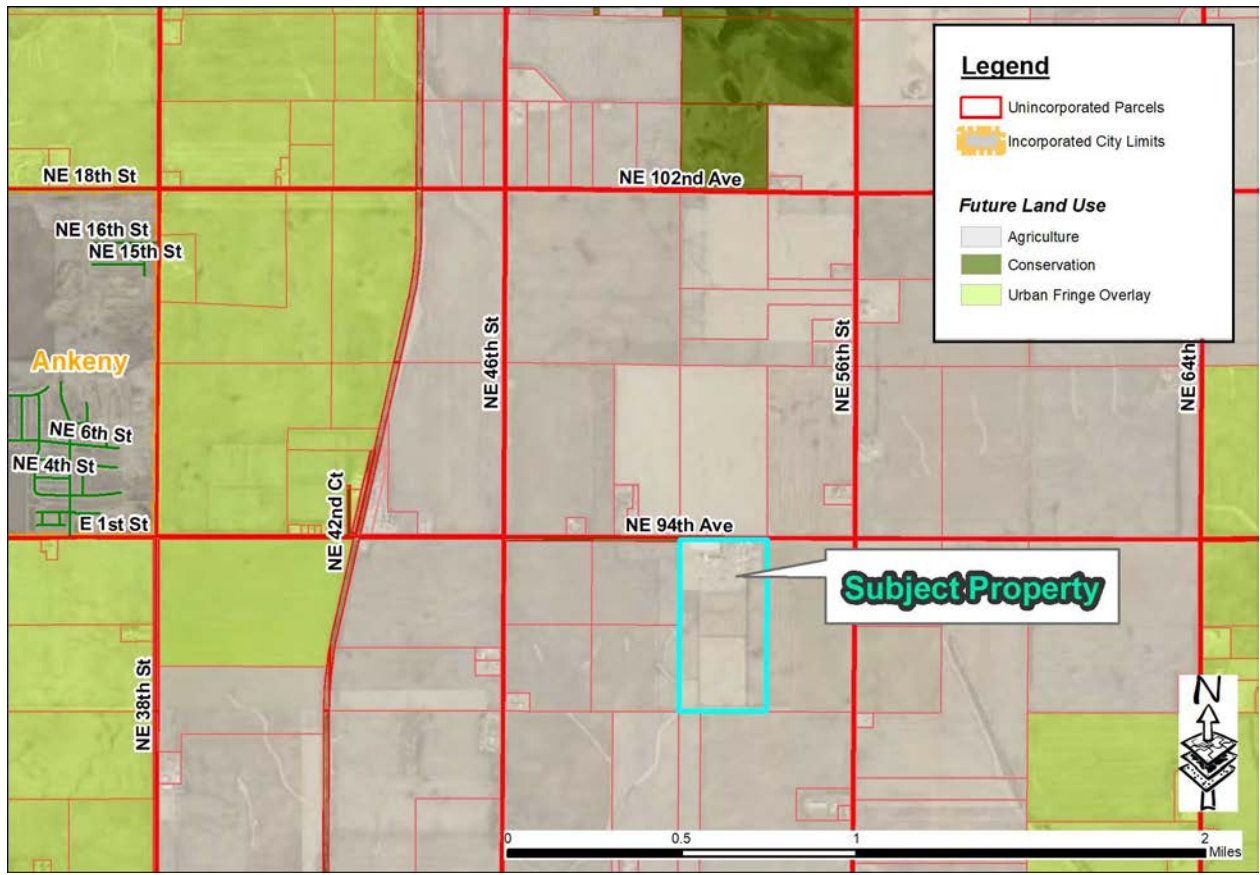 Legend
Unincorporated Parcels
Incorporated City Limits
Future Land Use
Agriculture
Conservation
Urban Fringe Overlay
NE 18th St
NE 102nd Ave
NE 16th St
NE 15th St
Ankeny
NE 46th St
NE 56th St
NE 64th
NE 6th St
NE 4th St
E 1st St
NE 42nd Ct
NE 94th Ave
Subject Property
NE 38th St
N
0 0.5 1 2
Miles